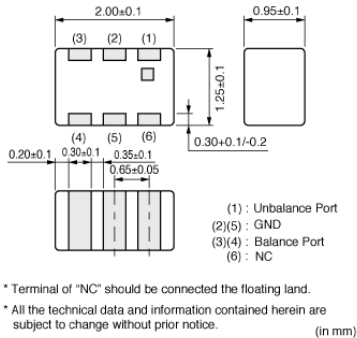 2.00±0.1
0.95±0.1
(3) (2) (1)
1.25±0.1
(4) (5) (6)
0.30+0.1/-0.2
0.20±0.1 0.30±0.1 0.35±0.1
0.65±0.05
(1) : Unbalance Port
(2)(5) : GND
(3)(4) : Balance Port
(6) : NC
* Terminal of “NC” should be connected the floating land.
* All the technical data and information contained herein are
subject to change without prior notice.
(in mm)